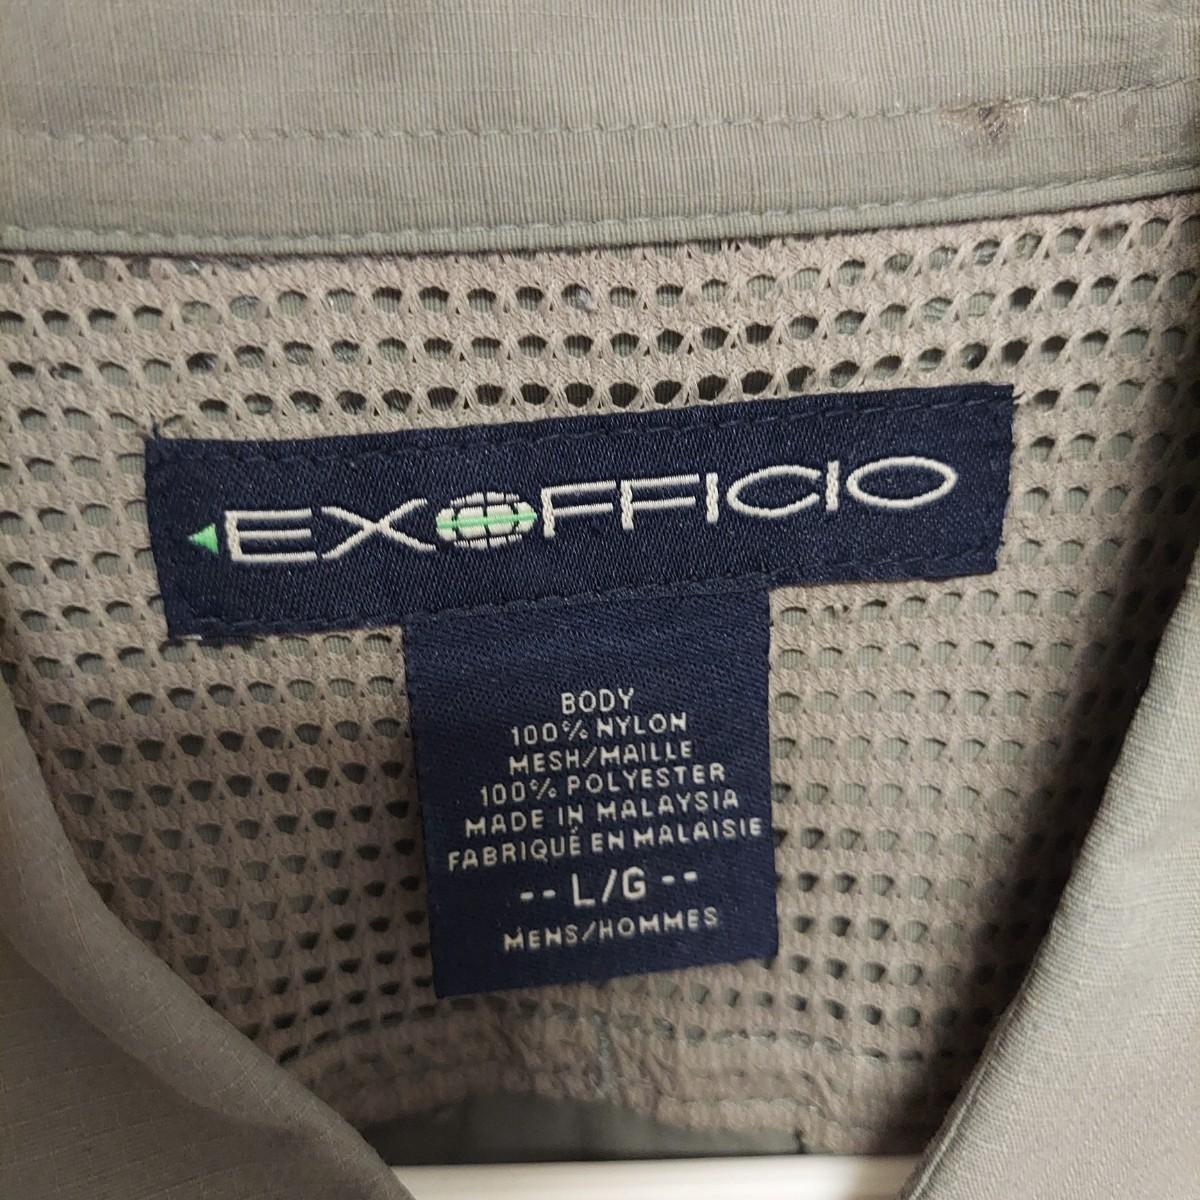 EXOFFICIO
BODY
100% NYLON
MESH/MAILLE
100% POLYESTER
MADE IN MALAYSIA
FABRIQUÉ EN MALAISIE
-- L/G --
MENS/HOMMES